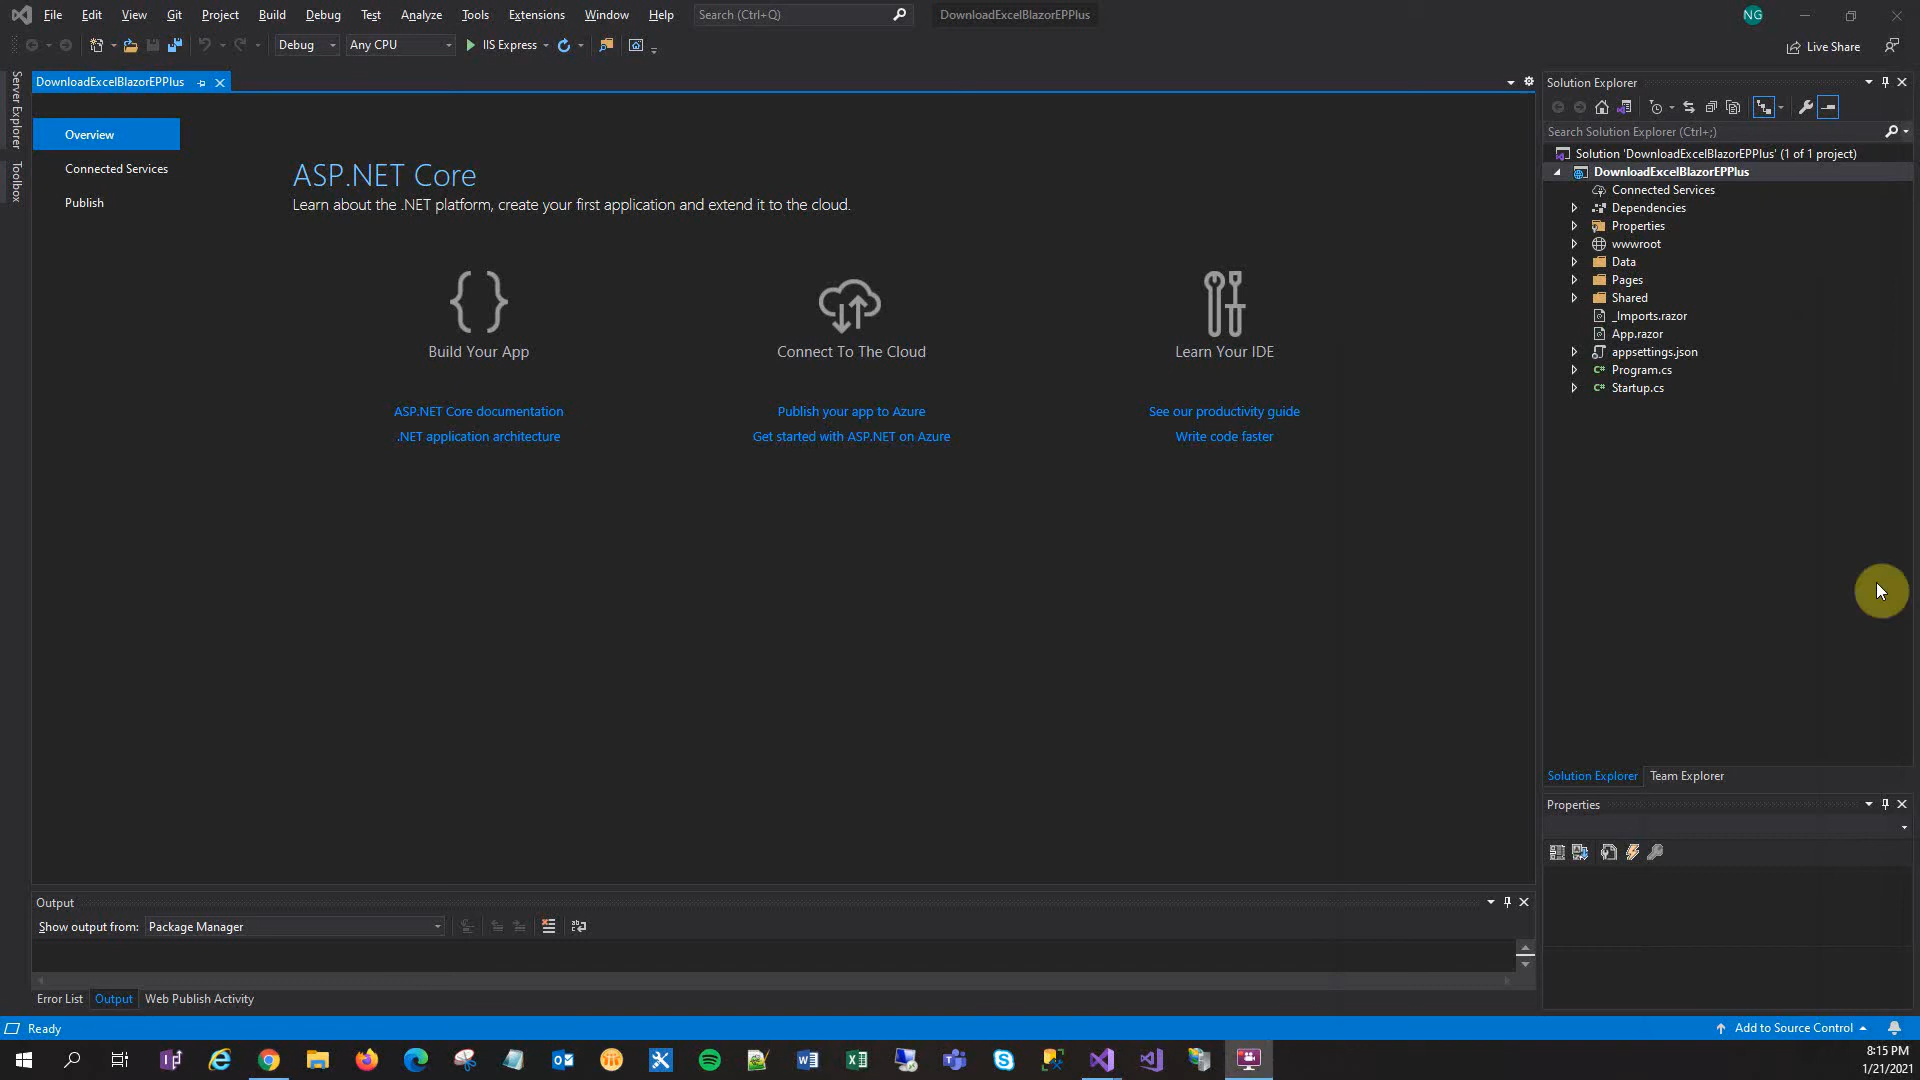 File Edit View Git Project Build Debug Test Analyze Tools Extensions Window Help Search (Ctrl+Q) DownloadExcelBlazorEPPlus NG
Debug Any CPU IIS Express Live Share
Server Explorer
Toolbox
DownloadExcelBlazorEPPlus
Overview
Connected Services
Publish
ASP.NET Core
Learn about the .NET platform, create your first application and extend it to the cloud.
Build Your App
ASP.NET Core documentation
.NET application architecture
Connect To The Cloud
Publish your app to Azure
Get started with ASP.NET on Azure
Learn Your IDE
See our productivity guide
Write code faster
Solution Explorer
Search Solution Explorer (Ctrl+;)
Solution 'DownloadExcelBlazorEPPlus' (1 of 1 project)
DownloadExcelBlazorEPPlus
Connected Services
Dependencies
Properties
wwwroot
Data
Pages
Shared
_Imports.razor
App.razor
appsettings.json
Program.cs
Startup.cs
Solution Explorer Team Explorer
Properties
Output
Show output from: Package Manager
Error List Output Web Publish Activity
Ready Add to Source Control
8:15 PM
1/21/2021